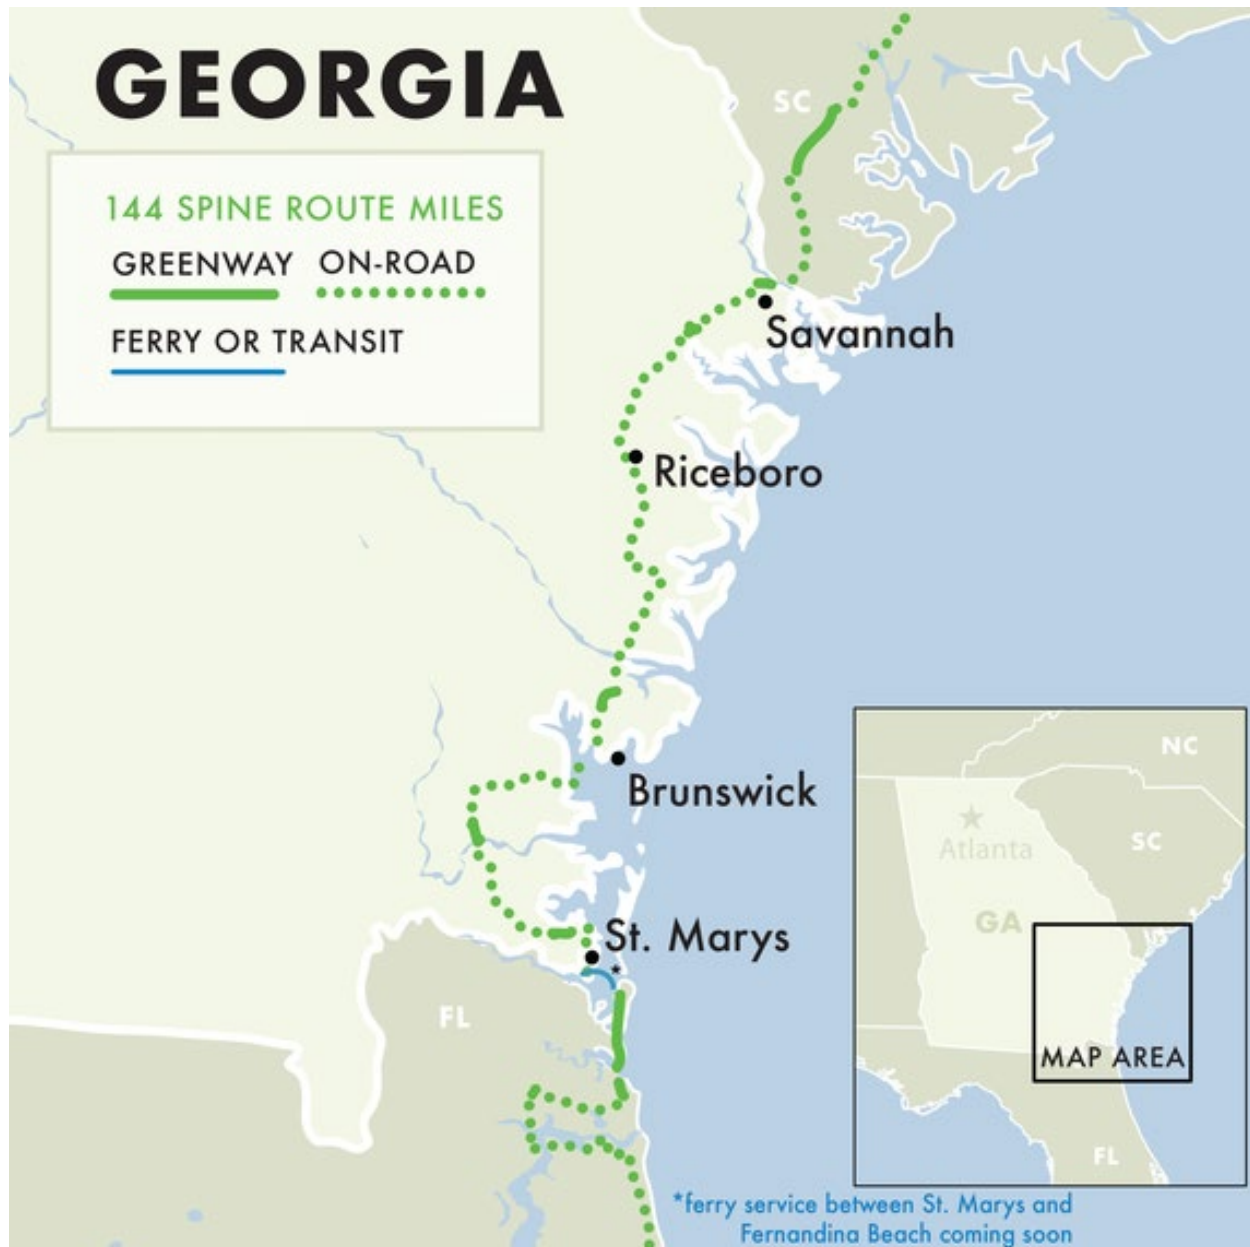 GEORGIA
144 SPINE ROUTE MILES
GREENWAY ON-ROAD
FERRY OR TRANSIT
SC
Savannah
Riceboro
Brunswick
St. Marys
*
FL
NC
SC
Atlanta
GA
MAP AREA
FL
*ferry service between St. Marys and
Fernandina Beach coming soon